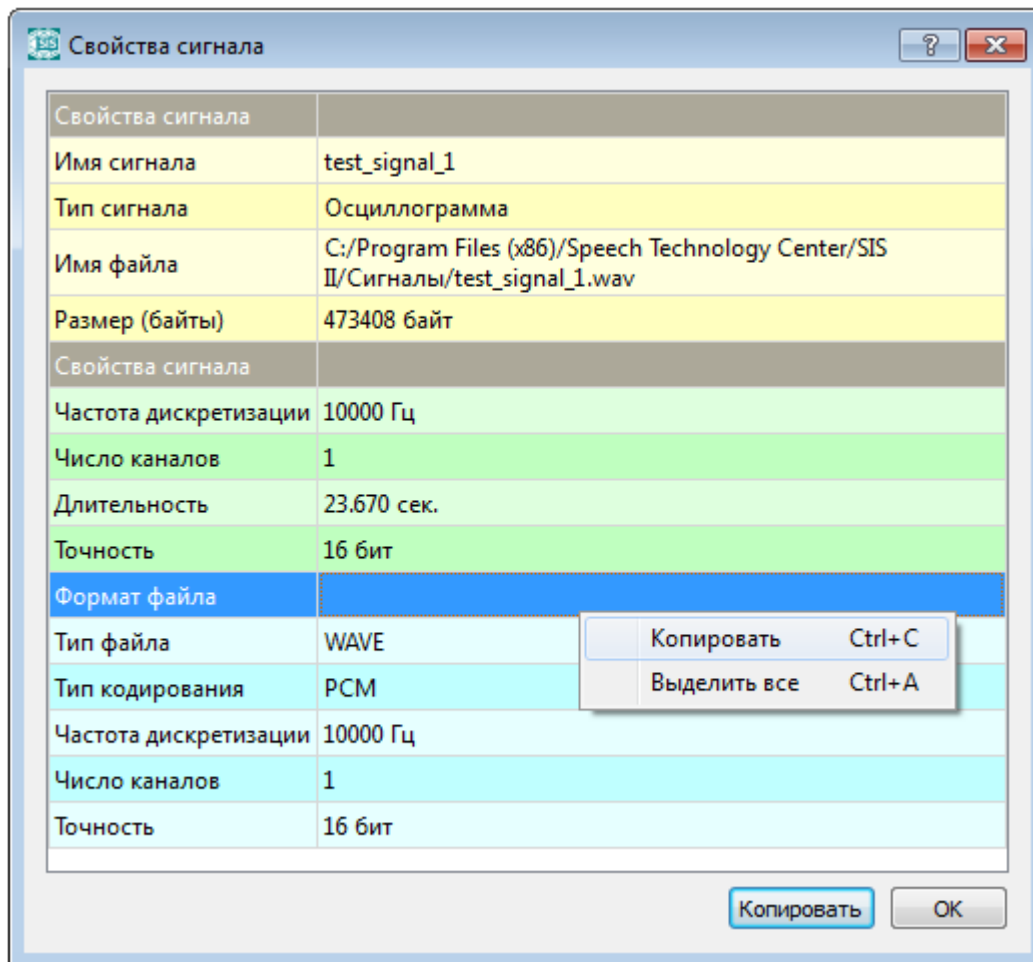 SIS Свойства сигнала
Свойства сигнала
Имя сигнала test_signal_1
Тип сигнала Осциллограмма
Имя файла C:/Program Files (x86)/Speech Technology Center/SIS
II/Сигналы/test_signal_1.wav
Размер (байты) 473408 байт
Свойства сигнала
Частота дискретизации 10000 Гц
Число каналов 1
Длительность 23.670 сек.
Точность 16 бит
Формат файла
Тип файла WAVE
Копировать Ctrl+C
Тип кодирования PCM
Выделить все Ctrl+A
Частота дискретизации 10000 Гц
Число каналов 1
Точность 16 бит
Копировать OK